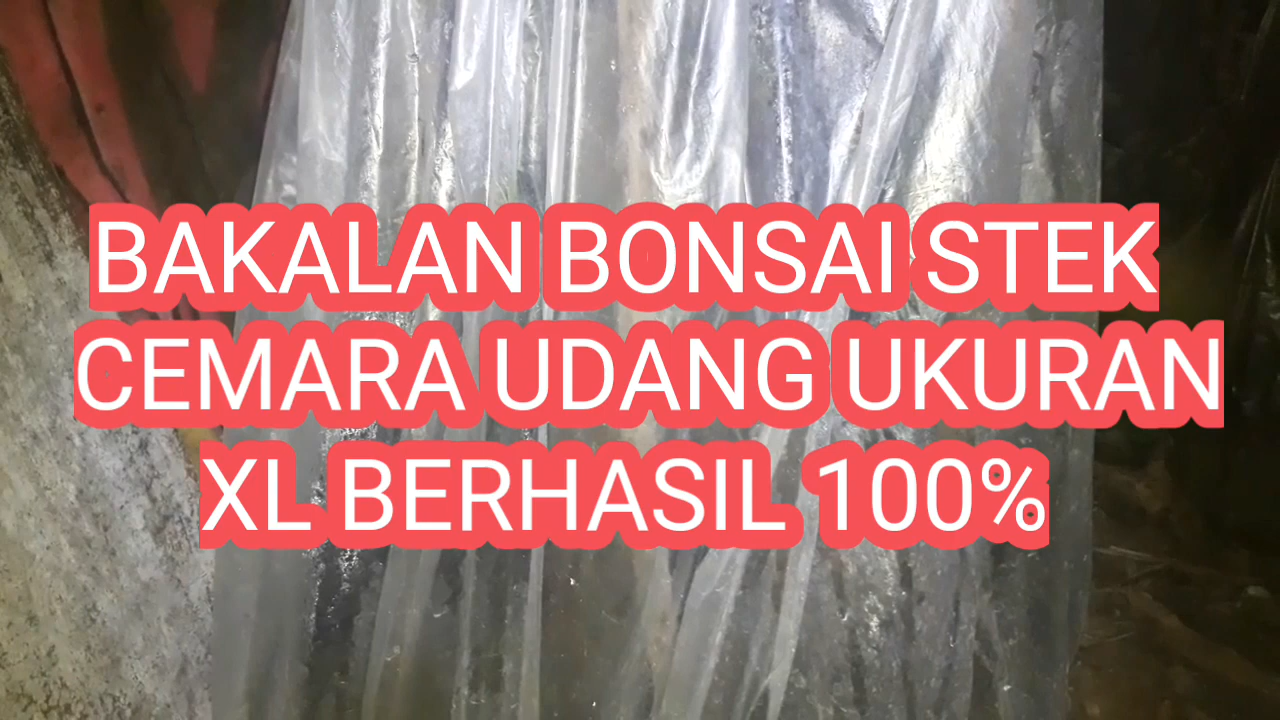 BAKALAN BONSAI STEK
CEMARA UDANG UKURAN
XL BERHASIL 100%